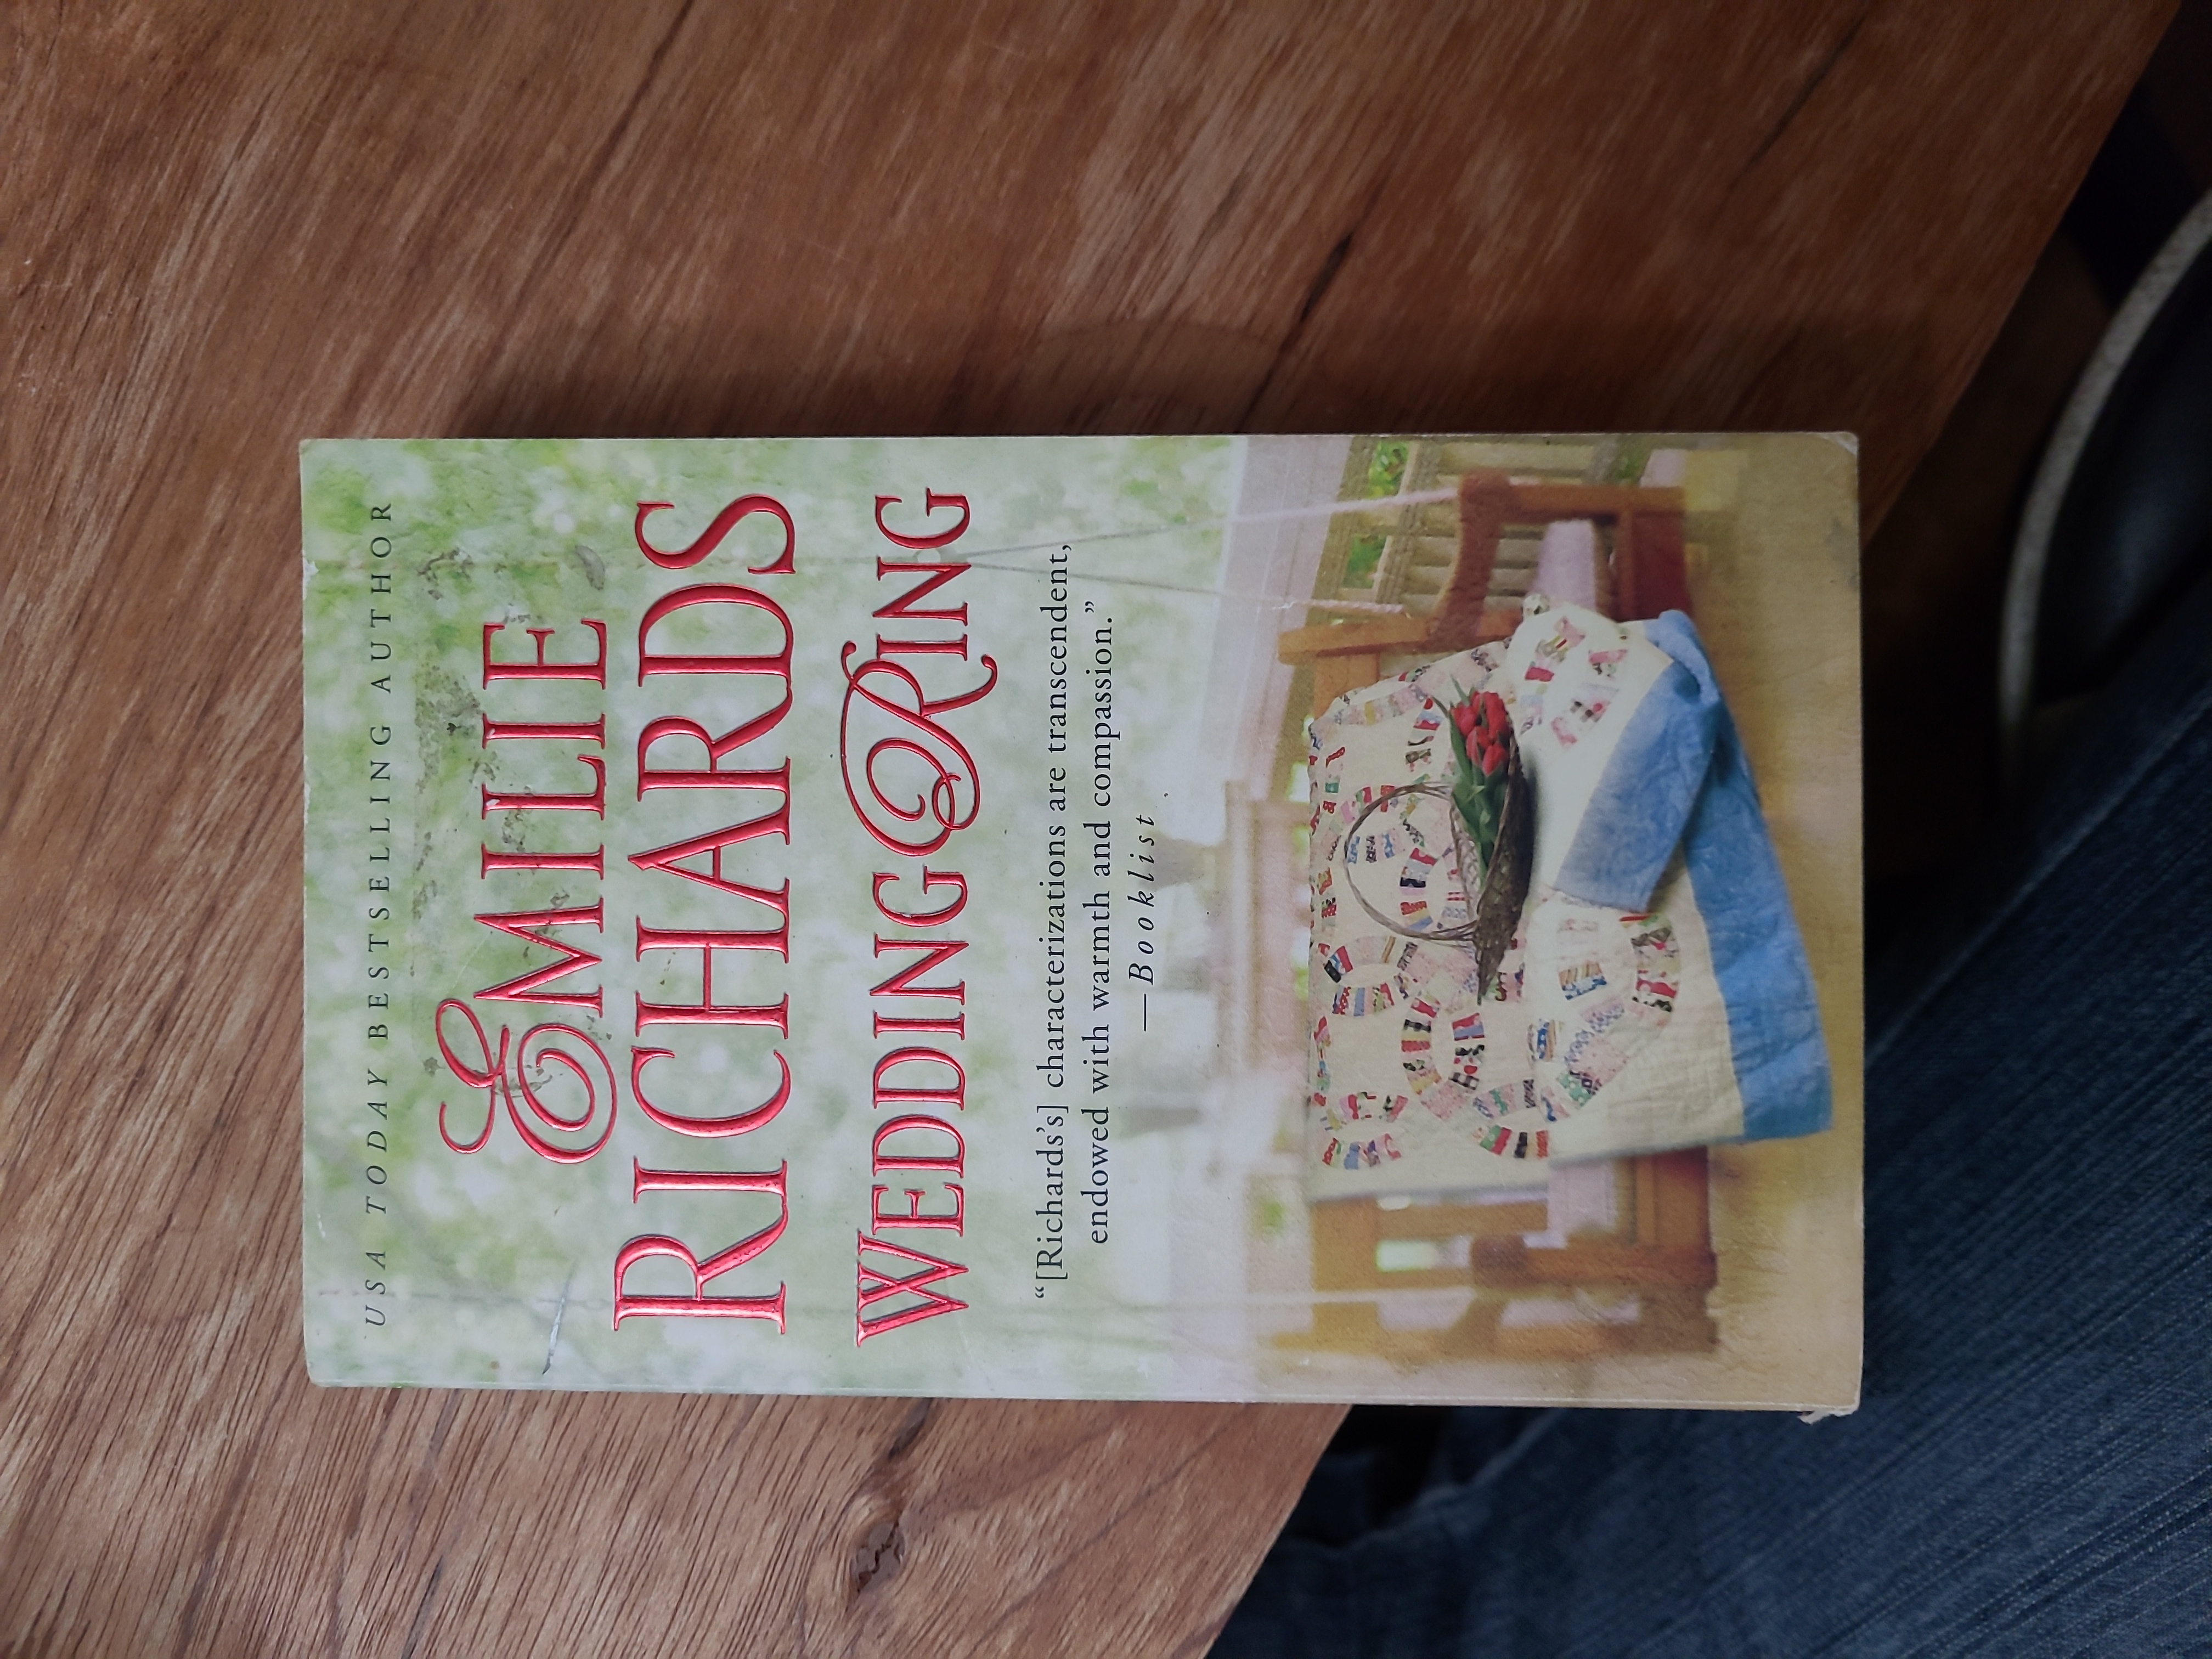 USA TODAY BESTSELLING AUTHOR
EMILIE
RICHARDS
WEDDING RING
“[Richards's] characterizations are transcendent,
endowed with warmth and compassion.”
—Booklist